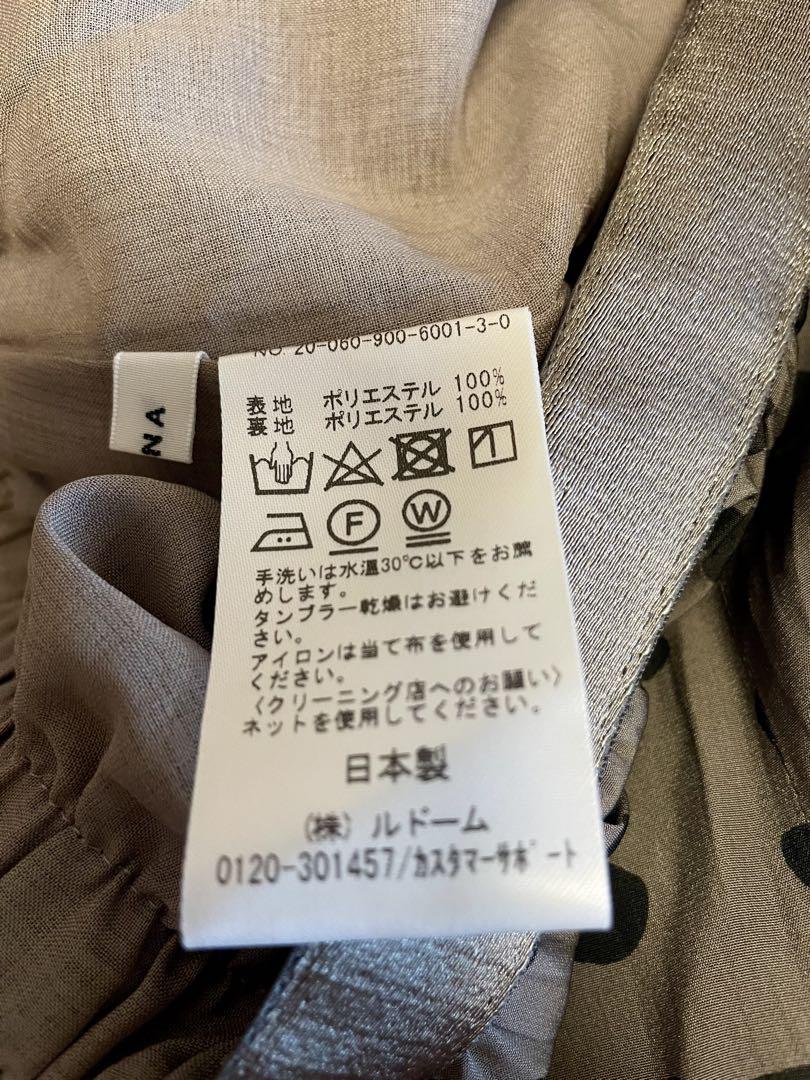 NO. 20-060-900-6001-3-0
表地 ポリエステル 100%
裏地 ポリエステル 100%
F W
手洗いは水温30℃以下をお薦
めします。
タンブラー乾燥はお避けくだ
さい。
アイロンは当て布を使用して
ください。
〈クリーニング店へのお願い〉
ネットを使用してください。
日本製
(株) ルドーム
0120-301457/カスタマーサポート
NA